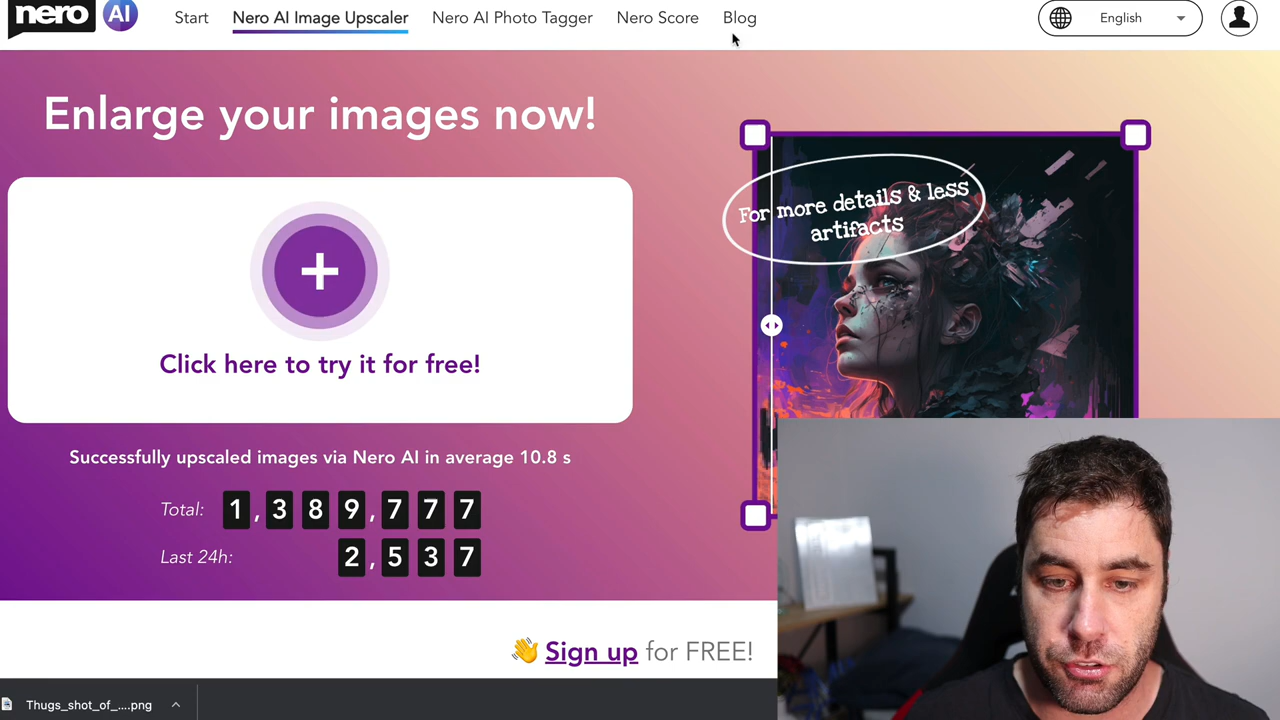 nero AI
Start
Nero AI Image Upscaler
Nero AI Photo Tagger
Nero Score
Blog
English
Enlarge your images now!
For more details & less
artifacts
Click here to try it for free!
Successfully upscaled images via Nero AI in average 10.8 s
Total: 1,389,777
Last 24h: 2,537
👋 Sign up for FREE!
Thugs_shot_of_....png